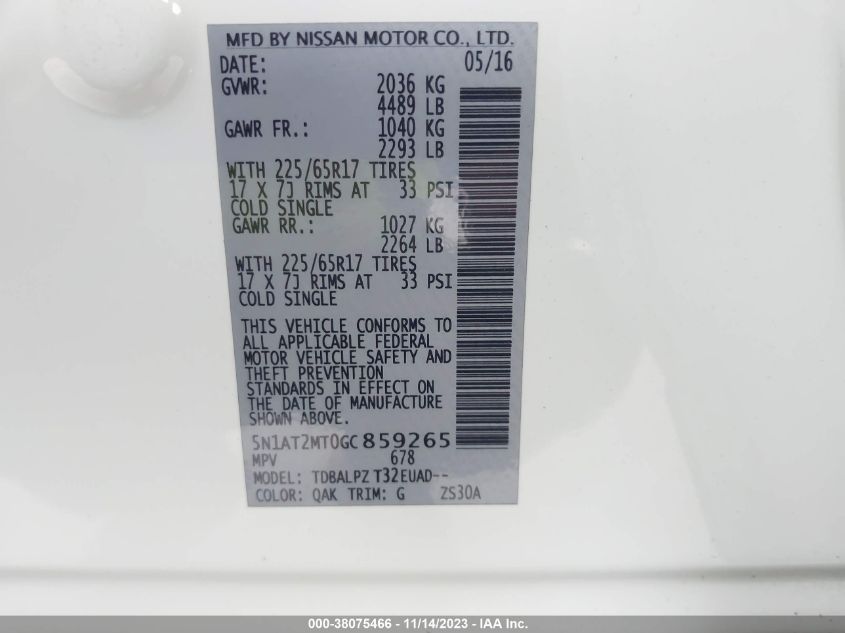 MFD BY NISSAN MOTOR CO., LTD.
DATE: 05/16
GVWR: 2036 KG
4489 LB
GAWR FR.: 1040 KG
2293 LB
WITH 225/65R17 TIRES
17 X 7J RIMS AT 33 PSI
COLD SINGLE
GAWR RR.: 1027 KG
2264 LB
WITH 225/65R17 TIRES
17 X 7J RIMS AT 33 PSI
COLD SINGLE
THIS VEHICLE CONFORMS TO
ALL APPLICABLE FEDERAL
MOTOR VEHICLE SAFETY AND
THEFT PREVENTION
STANDARDS IN EFFECT ON
THE DATE OF MANUFACTURE
SHOWN ABOVE.
5N1AT2MT0GC859265
MPV 678
MODEL: TDBALPZ T32EUAD--
COLOR: QAK TRIM: G ZS30A
000-38075466 - 11/14/2023 - IAA Inc.